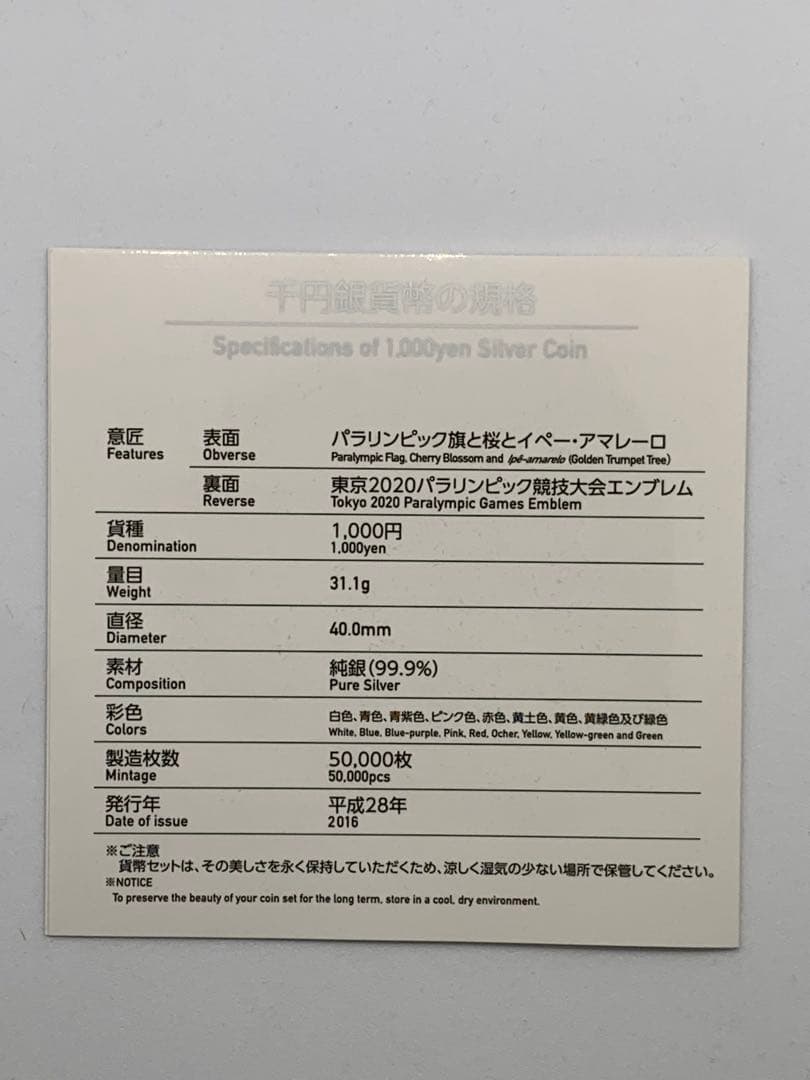 千円銀貨幣の規格
Specifications of 1,000yen Silver Coin
意匠 表面 パラリンピック旗と桜とイペー・アマレーロ
Features Obverse Paralympic Flag, Cherry Blossom and Ipê-amarelo (Golden Trumpet Tree)
裏面 東京2020パラリンピック競技大会エンブレム
Reverse Tokyo 2020 Paralympic Games Emblem
貨種 1,000円
Denomination 1,000yen
量目 31.1g
Weight
直径 40.0mm
Diameter
素材 純銀(99.9%)
Composition Pure Silver
彩色 白色、青色、青紫色、ピンク色、赤色、黄土色、黄色、黄緑色及び緑色
Colors White, Blue, Blue-purple, Pink, Red, Ocher, Yellow, Yellow-green and Green
製造枚数 50,000枚
Mintage 50,000pcs
発行年 平成28年
Date of issue 2016
※ご注意
貨幣セットは、その美しさを永く保持していただくため、涼しく湿気の少ない場所で保管してください。
※NOTICE
To preserve the beauty of your coin set for the long term, store in a cool, dry environment.